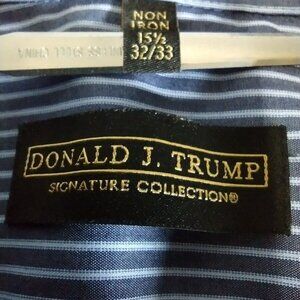 NON
IRON
15½
32/33
DONALD J. TRUMP
SIGNATURE COLLECTION®